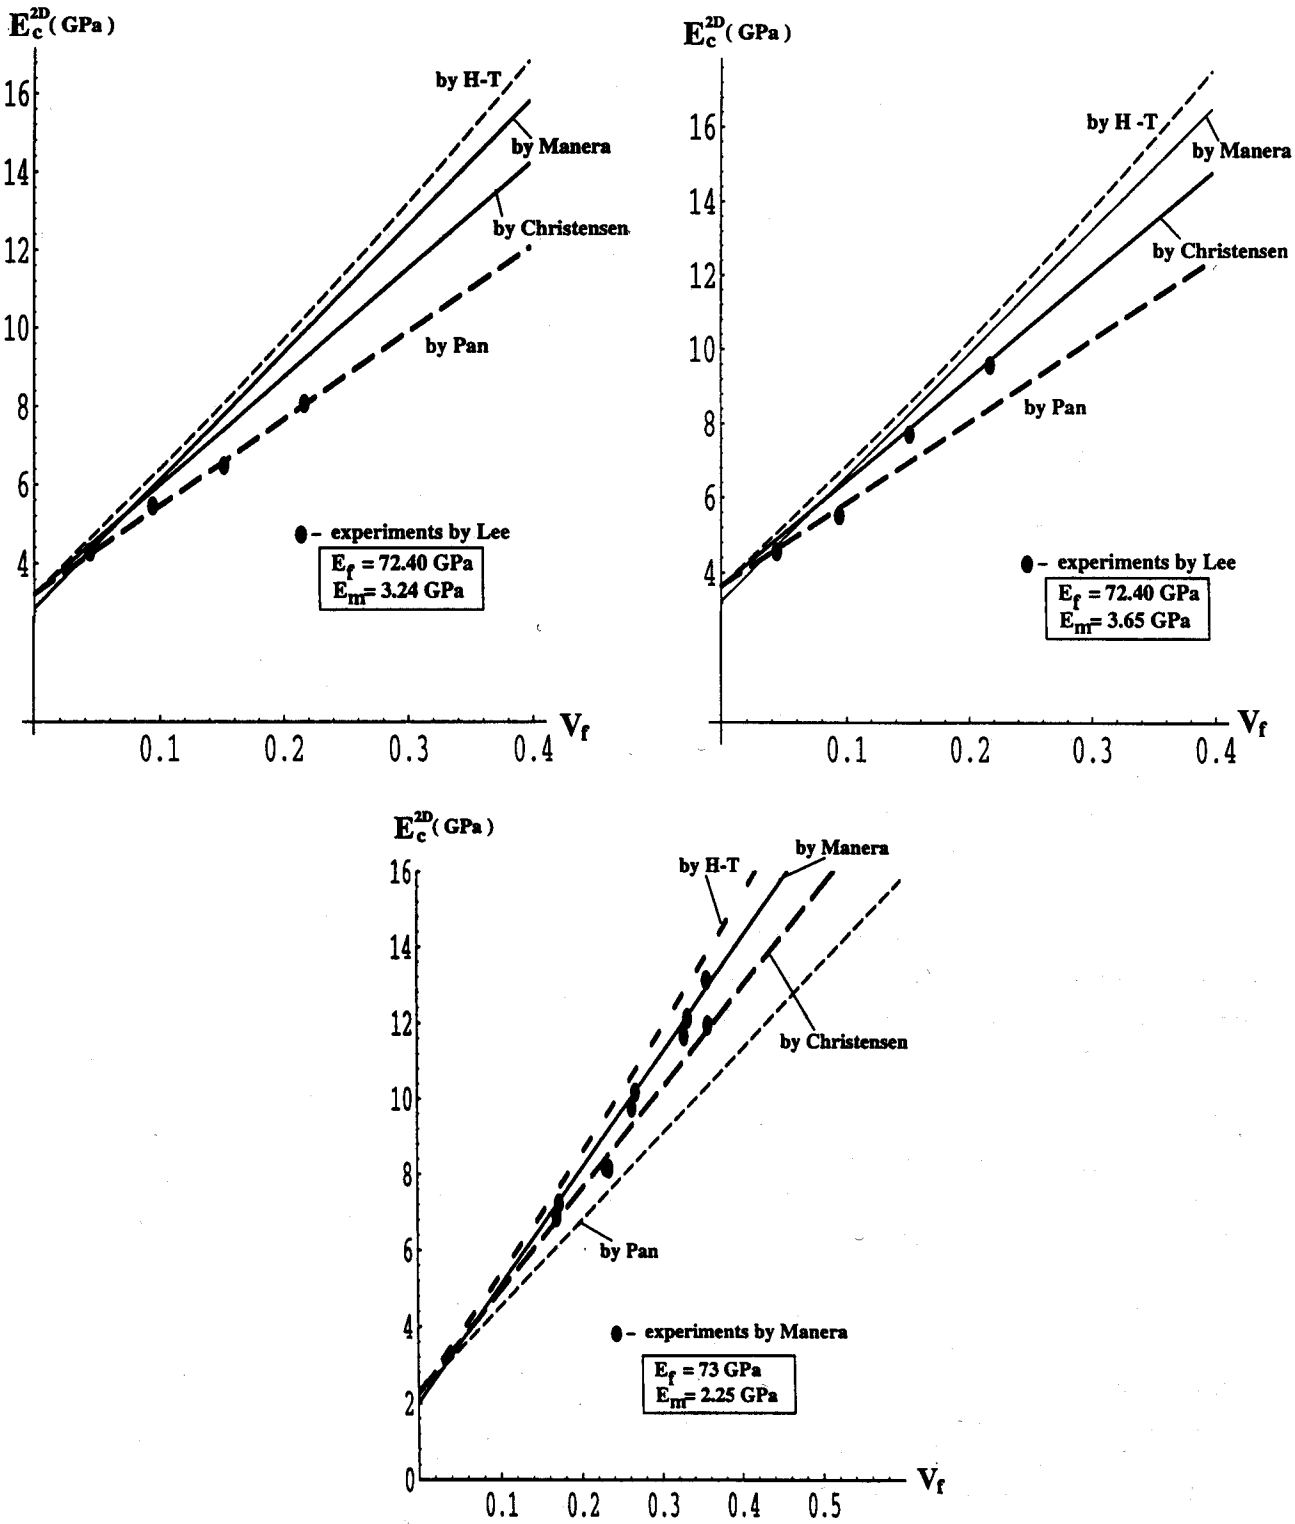 E_c^2D (GPa)
16
14
12
10
8
6
4
by H-T
by Manera
by Christensen
by Pan
– experiments by Lee
E_f = 72.40 GPa
E_m = 3.24 GPa
0.1 0.2 0.3 0.4 V_f
E_c^2D (GPa)
16
14
12
10
8
6
4
by H -T
by Manera
by Christensen
by Pan
– experiments by Lee
E_f = 72.40 GPa
E_m = 3.65 GPa
0.1 0.2 0.3 0.4 V_f
E_c^2D (GPa)
16
14
12
10
8
6
4
2
0
by H-T
by Manera
by Christensen
by Pan
– experiments by Manera
E_f = 73 GPa
E_m = 2.25 GPa
0.1 0.2 0.3 0.4 0.5 V_f